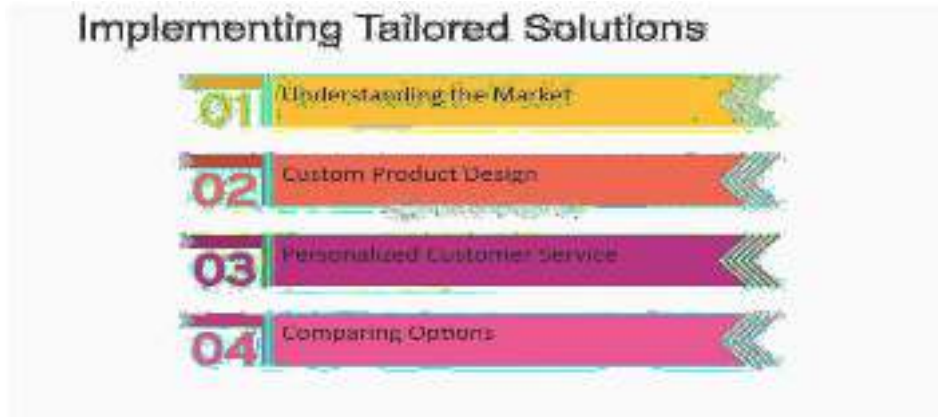 Implementing Tailored Solutions
01 Understanding the Market
02 Custom Product Design
03 Personalized Customer Service
04 Comparing Options